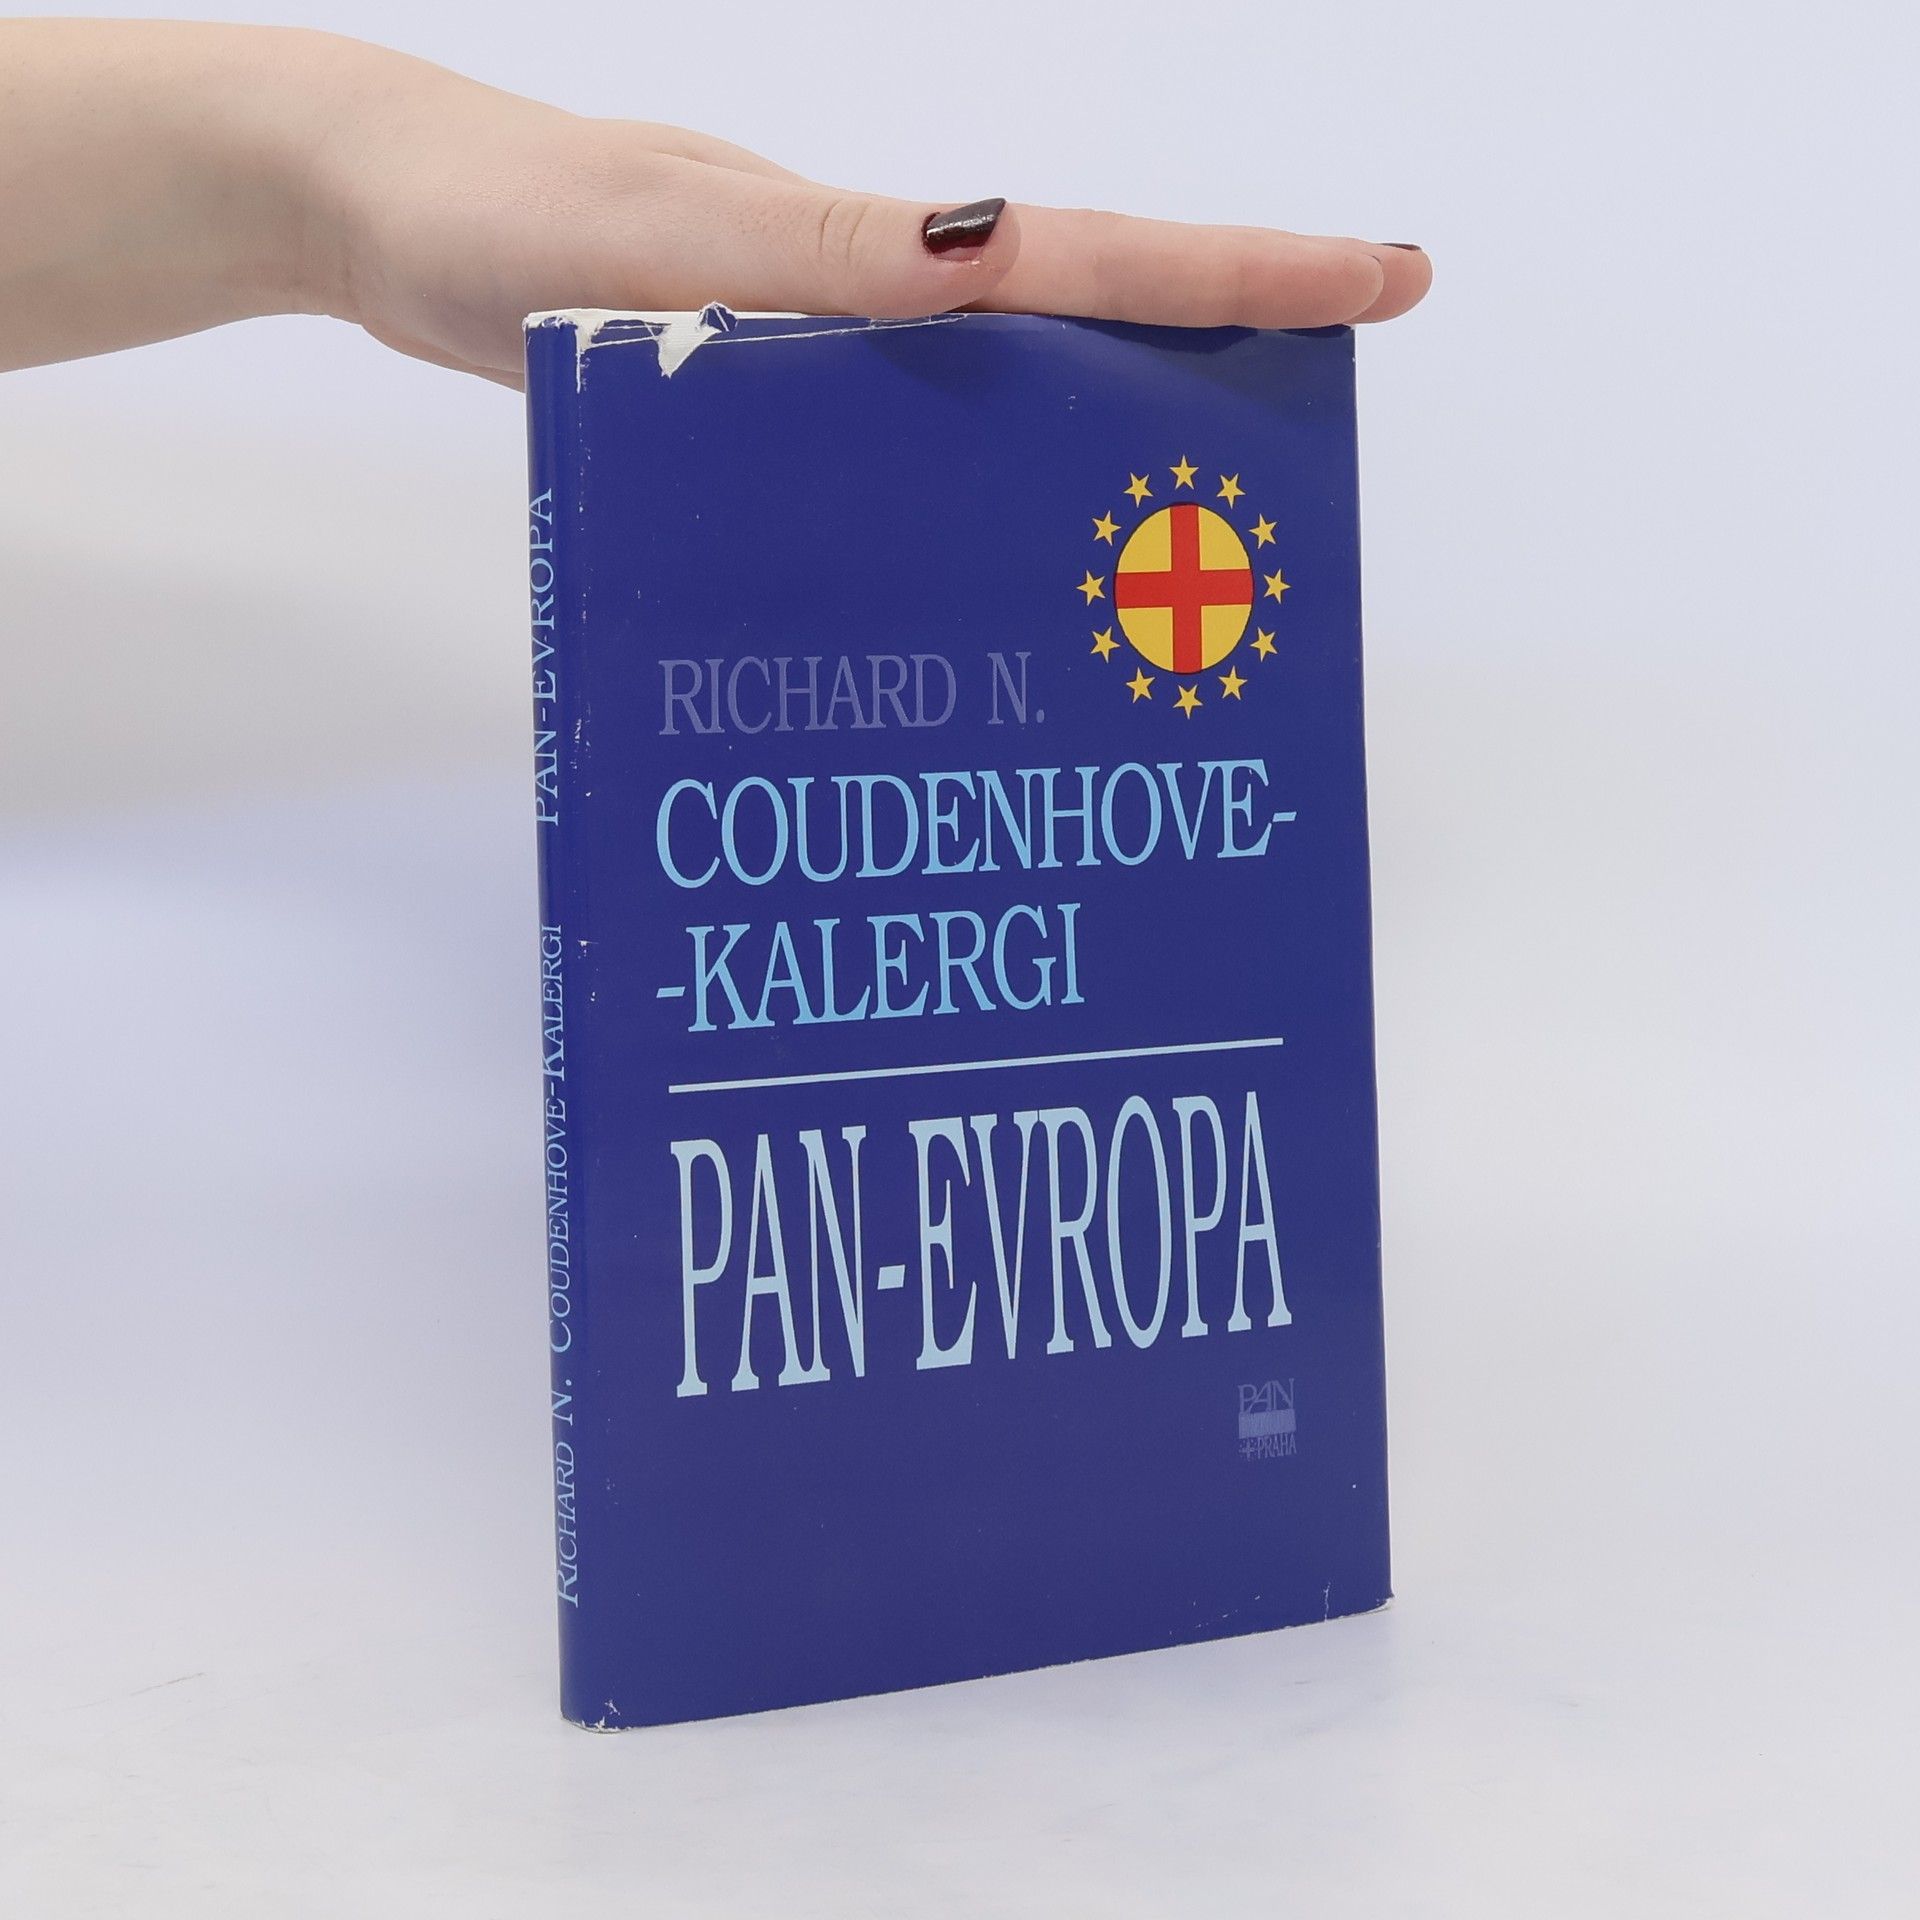 RICHARD N. COUDENHOVE-KALERGI PAN-EVROPA
RICHARD N.
COUDENHOVE-
-KALERGI
PAN-EVROPA
PAN
PRAHA